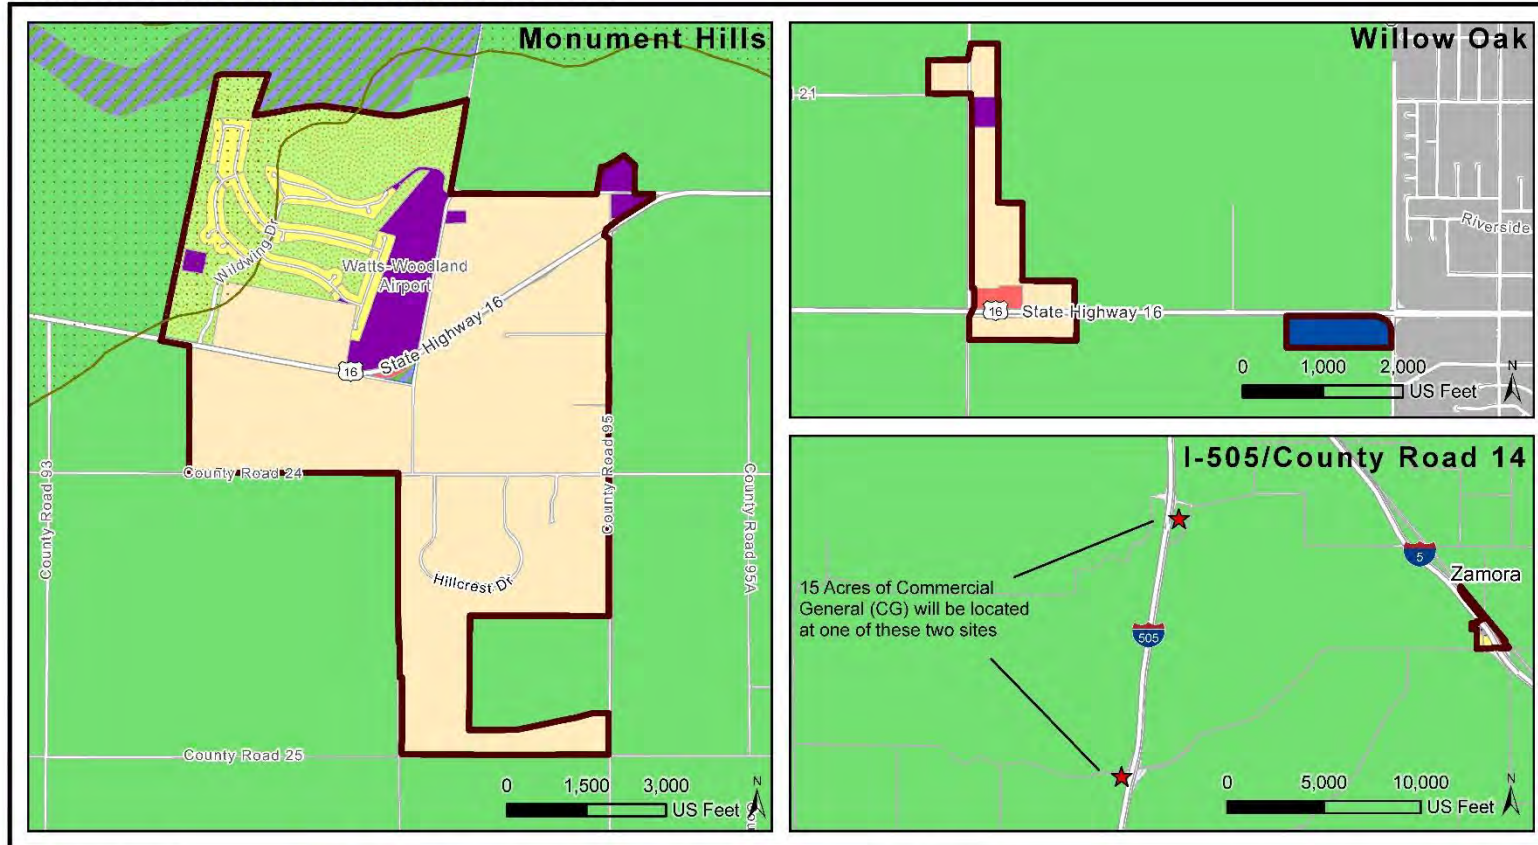 Monument Hills
Wildwing Dr
Watts-Woodland
Airport
State Highway 16
16
County Road 93
County Road 24
County Road 95
County Road 95A
Hillcrest Dr
County Road 25
0 1,500 3,000
US Feet
N
Willow Oak
21
Riverside
16 State Highway 16
0 1,000 2,000
US Feet
N
I-505/County Road 14
5
Zamora
15 Acres of Commercial
General (CG) will be located
at one of these two sites
505
0 5,000 10,000
US Feet
N